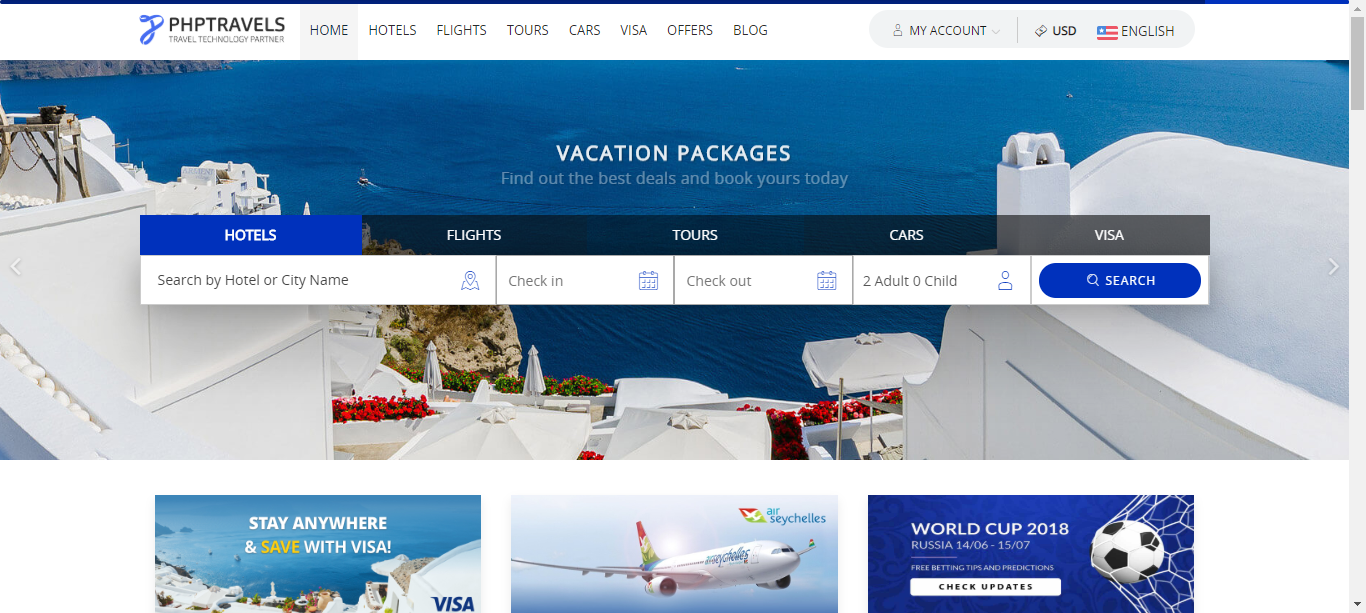 PHPTRAVELS
TRAVEL TECHNOLOGY PARTNER
HOME HOTELS FLIGHTS TOURS CARS VISA OFFERS BLOG
MY ACCOUNT USD ENGLISH
VACATION PACKAGES
Find out the best deals and book yours today
HOTELS FLIGHTS TOURS CARS VISA
Search by Hotel or City Name Check in Check out 2 Adult 0 Child SEARCH
STAY ANYWHERE
& SAVE WITH VISA!
VISA
air
seychelles
airseychelles
WORLD CUP 2018
RUSSIA 14/06 - 15/07
FREE BETTING TIPS AND PREDICTIONS
CHECK UPDATES